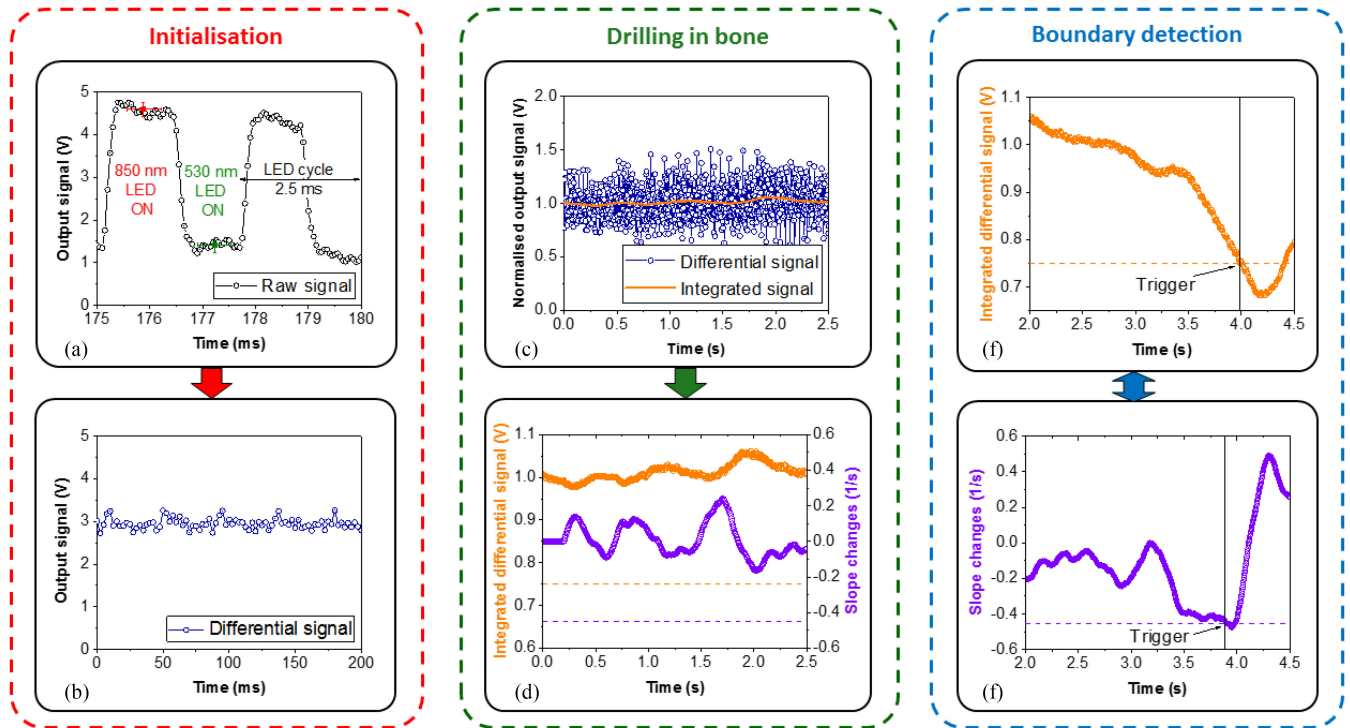 Initialisation
Output signal (V)
5
4
3
2
1
0
850 nm
LED
ON
530 nm
LED
ON
LED cycle
2.5 ms
Raw signal
175 176 177 178 179 180
Time (ms)
(a)
Output signal (V)
5
4
3
2
1
0
Differential signal
0 50 100 150 200
Time (ms)
(b)
Drilling in bone
Normalised output signal (V)
2.0
1.5
1.0
0.5
0.0
Differential signal
Integrated signal
0.0 0.5 1.0 1.5 2.0 2.5
Time (s)
(c)
Integrated differential signal (V)
1.1
1.0
0.9
0.8
0.7
0.6
0.6
0.4
0.2
0.0
-0.2
-0.4
-0.6
Slope changes (1/s)
0.0 0.5 1.0 1.5 2.0 2.5
Time (s)
(d)
Boundary detection
Integrated differential signal (V)
1.1
1.0
0.9
0.8
0.7
Trigger
2.0 2.5 3.0 3.5 4.0 4.5
Time (s)
(f)
Slope changes (1/s)
0.6
0.4
0.2
0.0
-0.2
-0.4
-0.6
Trigger
2.0 2.5 3.0 3.5 4.0 4.5
Time (s)
(f)